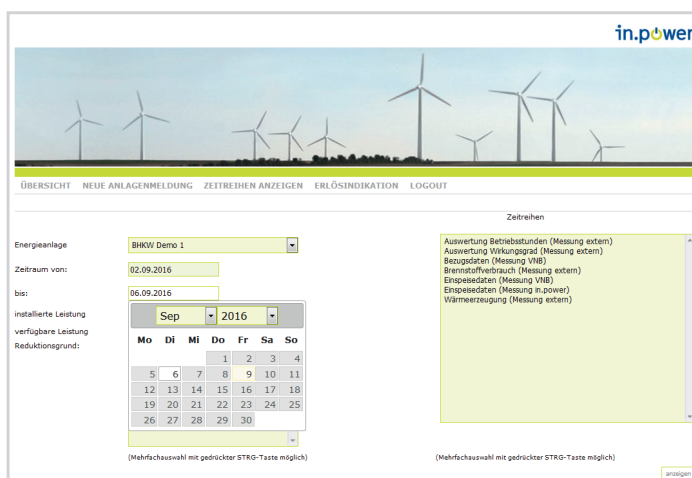 in.power
ÜBERSICHT NEUE ANLAGENMELDUNG ZEITREIHEN ANZEIGEN ERLÖSINDIKATION LOGOUT
Zeitreihen
Energieanlage BHKW Demo 1
Zeitraum von: 02.09.2016
bis: 06.09.2016
installierte Leistung
verfügbare Leistung
Reduktionsgrund:
Sep 2016
Mo Di Mi Do Fr Sa So
1 2 3 4
5 6 7 8 9 10 11
12 13 14 15 16 17 18
19 20 21 22 23 24 25
26 27 28 29 30
(Mehrfachauswahl mit gedrückter STRG-Taste möglich)
Auswertung Betriebsstunden (Messung extern)
Auswertung Wirkungsgrad (Messung extern)
Bezugsdaten (Messung VNB)
Brennstoffverbrauch (Messung extern)
Einspeisedaten (Messung VNB)
Einspeisedaten (Messung in.power)
Wärmeerzeugung (Messung extern)
(Mehrfachauswahl mit gedrückter STRG-Taste möglich)
anzeigen